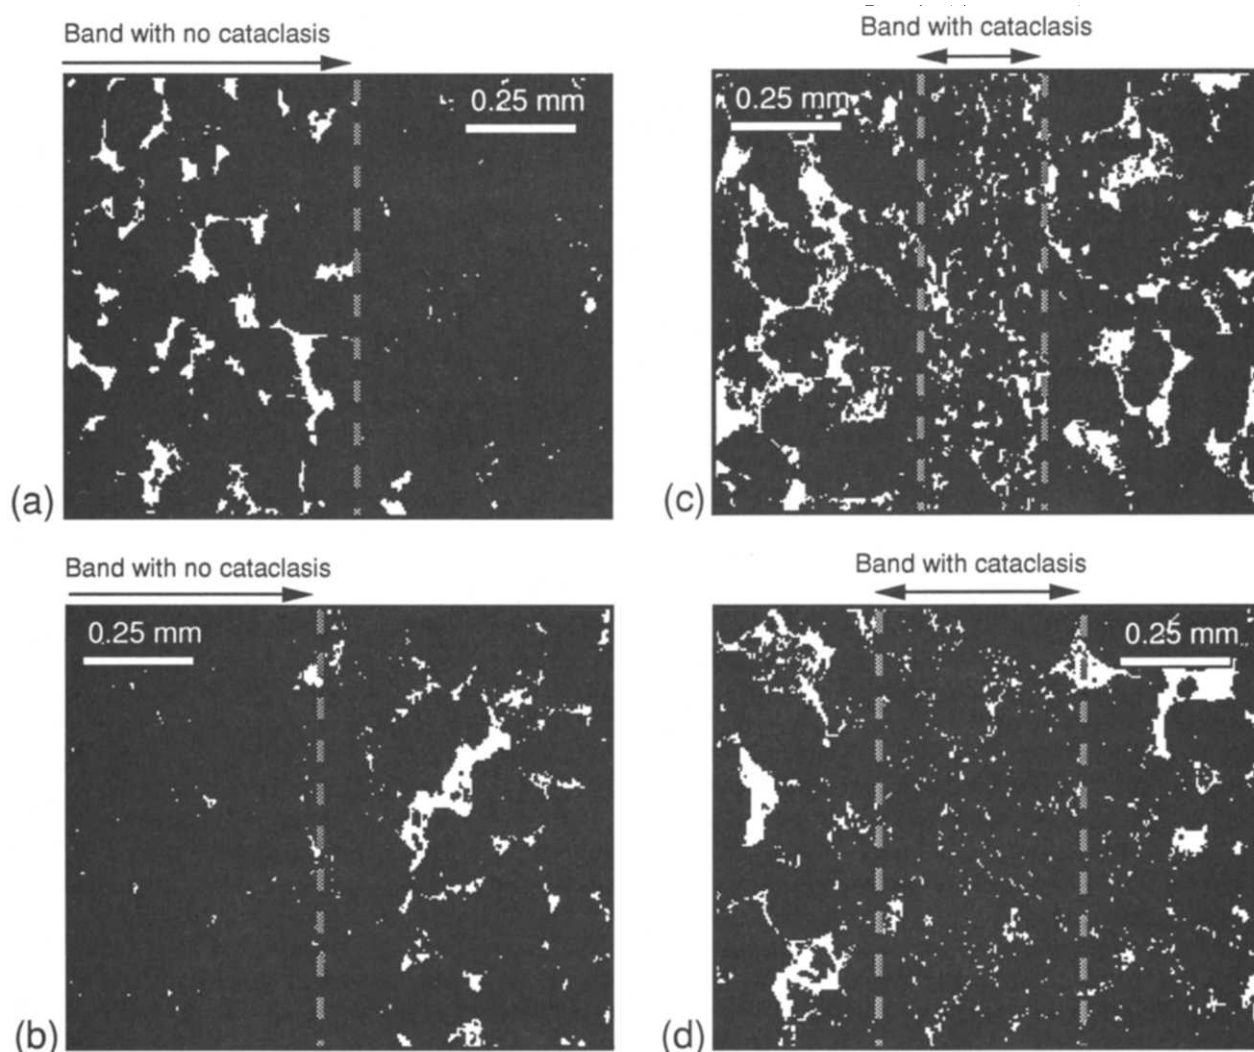 Band with no cataclasis
0.25 mm
(a)
Band with cataclasis
0.25 mm
(c)
Band with no cataclasis
0.25 mm
(b)
Band with cataclasis
0.25 mm
(d)